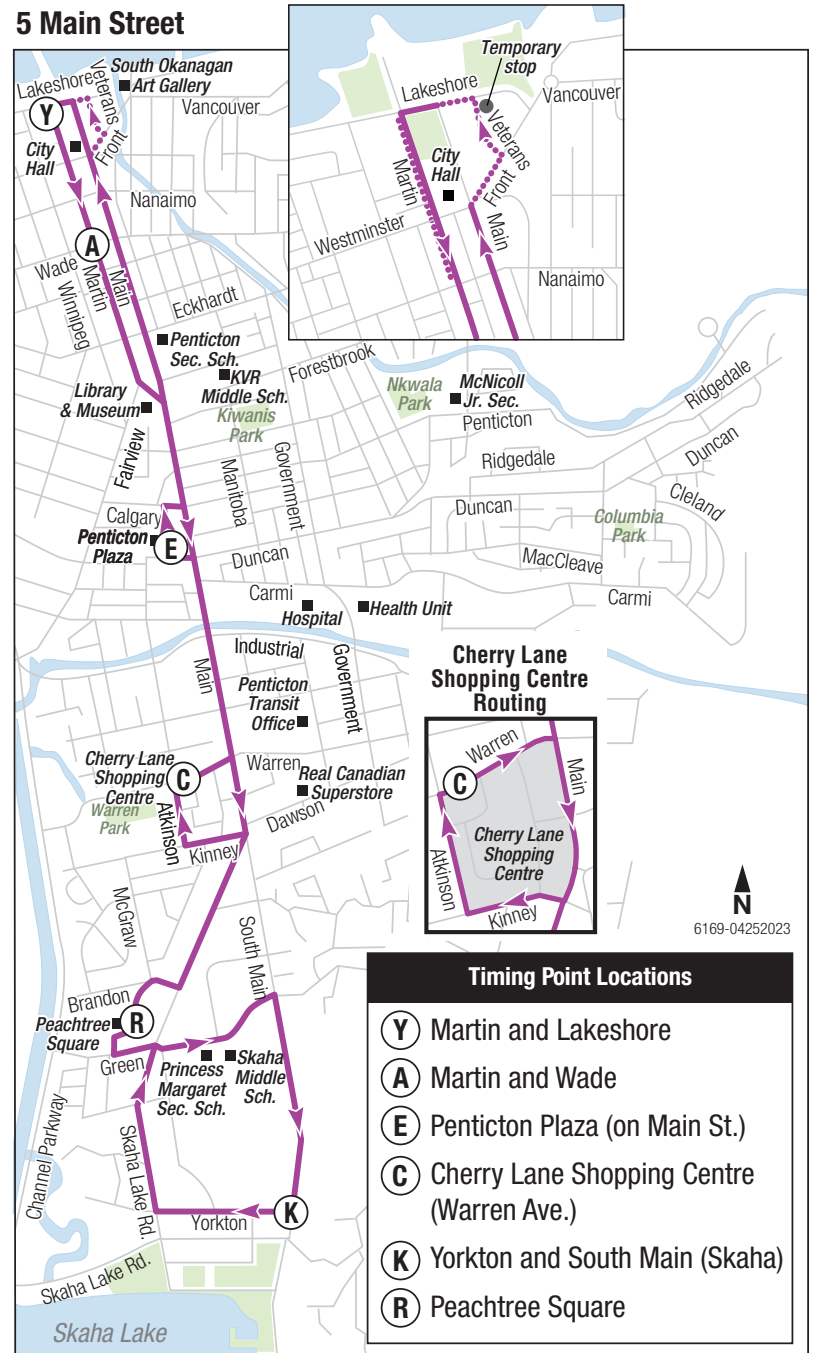 5 Main Street
Lakeshore
Veterans
Front
South Okanagan
Art Gallery
Vancouver
Y
City
Hall
Nanaimo
A
Wade
Martin
Main
Winnipeg
Eckhardt
Penticton
Sec. Sch.
KVR
Middle Sch.
Kiwanis
Park
Forestbrook
Library
& Museum
Fairview
Manitoba
Government
Nkwala
Park
McNicoll
Jr. Sec.
Penticton
Ridgedale
Ridgedale
Duncan
Cleland
Duncan
Columbia
Park
MacCleave
Carmi
Calgary
Penticton
Plaza
E
Duncan
Carmi
Hospital
Health Unit
Industrial
Government
Main
Penticton
Transit
Office
Cherry Lane
Shopping
Centre
C
Warren
Warren
Park
Atkinson
Real Canadian
Superstore
Dawson
Kinney
McGraw
South Main
Brandon
Peachtree
Square
R
Green
Princess
Margaret
Sec. Sch.
Skaha
Middle
Sch.
Channel Parkway
Skaha Lake Rd.
Yorkton
K
Skaha Lake Rd.
Skaha Lake
Temporary
stop
Lakeshore
Vancouver
Veterans
City
Hall
Martin
Front
Westminster
Main
Nanaimo
Cherry Lane
Shopping Centre
Routing
Warren
C
Main
Cherry Lane
Shopping
Centre
Atkinson
Kinney
N
6169-04252023
Timing Point Locations
Y Martin and Lakeshore
A Martin and Wade
E Penticton Plaza (on Main St.)
C Cherry Lane Shopping Centre
(Warren Ave.)
K Yorkton and South Main (Skaha)
R Peachtree Square